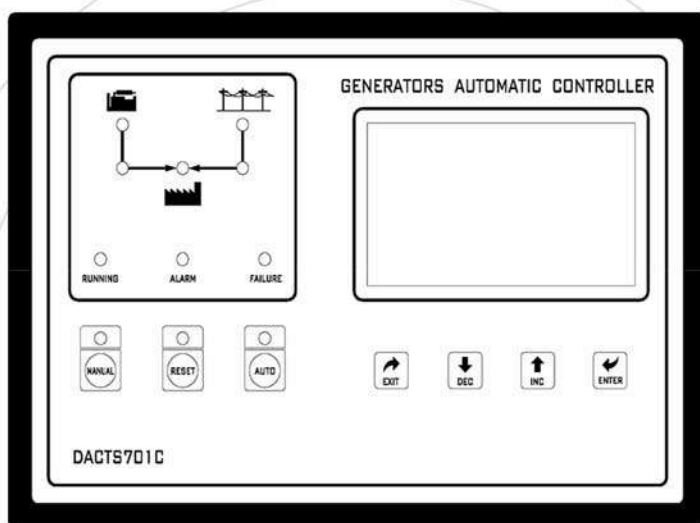 GENERATORS AUTOMATIC CONTROLLER
RUNNING ALARM FAILURE
MANUAL RESET AUTO
EXIT DEC INC ENTER
DACTS701C